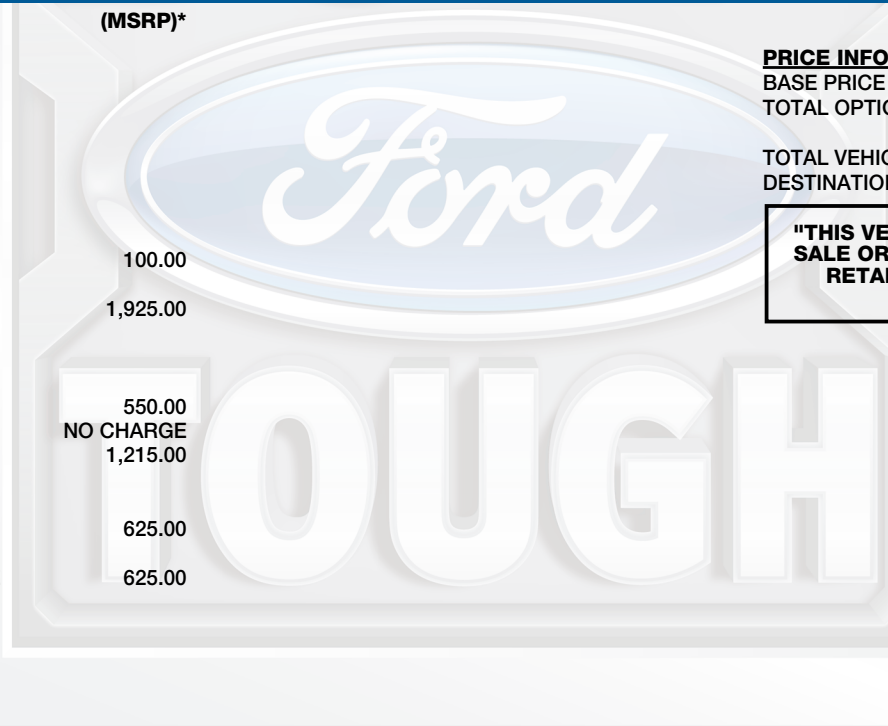 (MSRP)*
100.00
1,925.00
550.00
NO CHARGE
1,215.00
625.00
625.00
PRICE INFO
BASE PRICE
TOTAL OPTIO
TOTAL VEHIC
DESTINATION
"THIS VE
SALE OR
RETAI
Ford
TOUGH